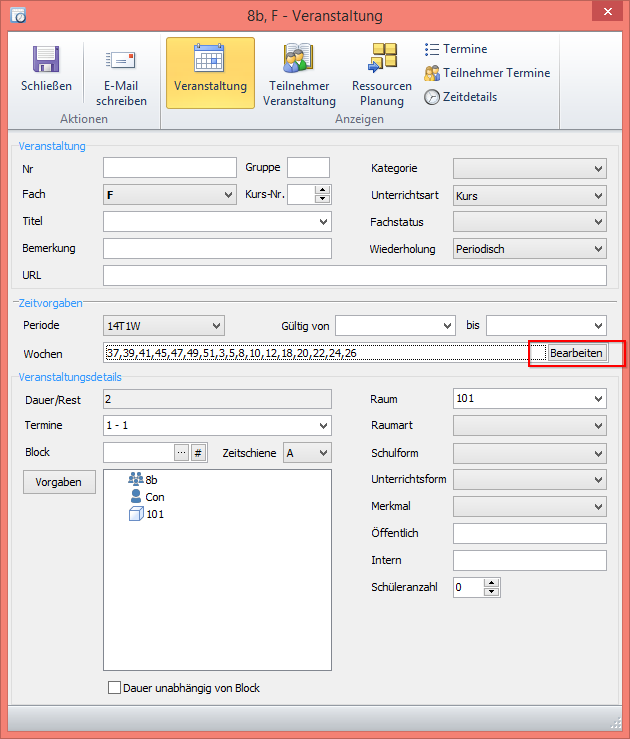 8b, F - Veranstaltung
Schließen
E-Mail schreiben
Aktionen
Veranstaltung
Teilnehmer Veranstaltung
Ressourcen Planung
Termine
Teilnehmer Termine
Zeitdetails
Anzeigen
Veranstaltung
Nr
Gruppe
Kategorie
Fach F
Kurs-Nr.
Unterrichtsart Kurs
Titel
Fachstatus
Bemerkung
Wiederholung Periodisch
URL
Zeitvorgaben
Periode 14T1W
Gültig von
bis
Wochen 37,39,41,45,47,49,51,3,5,8,10,12,18,20,22,24,26
Bearbeiten
Veranstaltungsdetails
Dauer/Rest 2
Raum 101
Termine 1 - 1
Raumart
Block ... #
Zeitschiene A
Schulform
Vorgaben
8b
Con
101
Unterrichtsform
Merkmal
Öffentlich
Intern
Schüleranzahl 0
Dauer unabhängig von Block